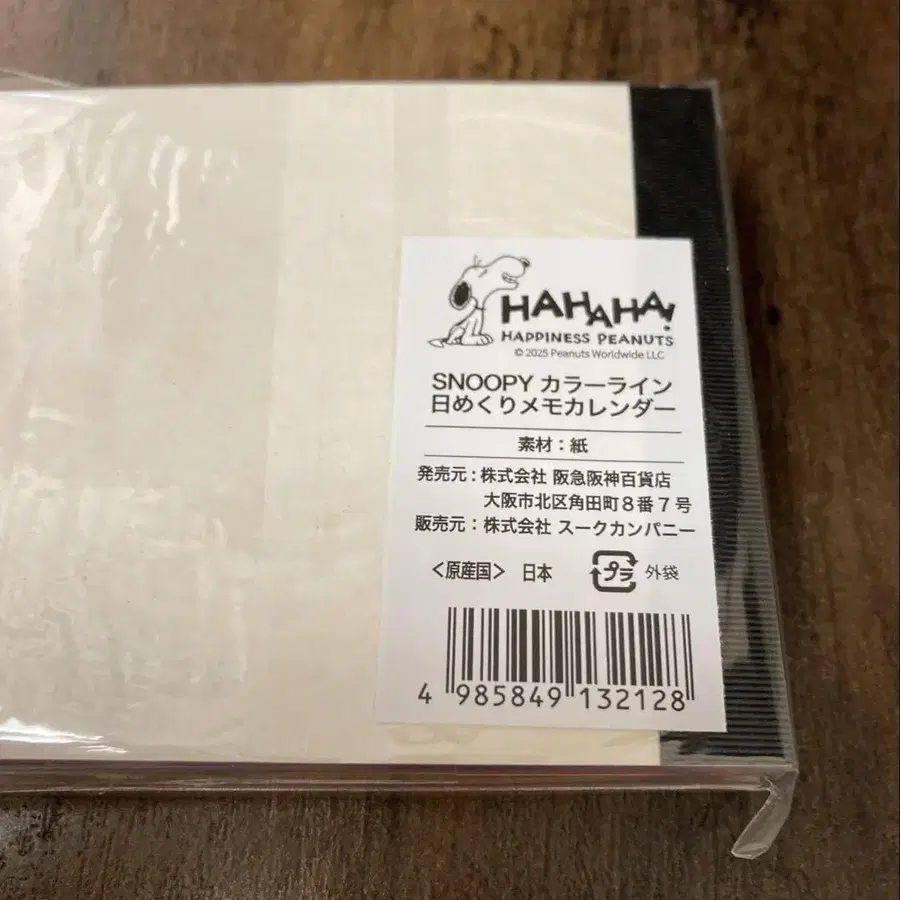 HAHAHA!
HAPPINESS PEANUTS
© 2025 Peanuts Worldwide LLC
SNOOPY カラーライン
日めくりメモカレンダー
素材：紙
発売元：株式会社 阪急阪神百貨店
大阪市北区角田町８番７号
販売元：株式会社 スークカンパニー
＜原産国＞ 日本 プラ 外袋
4 985849 132128